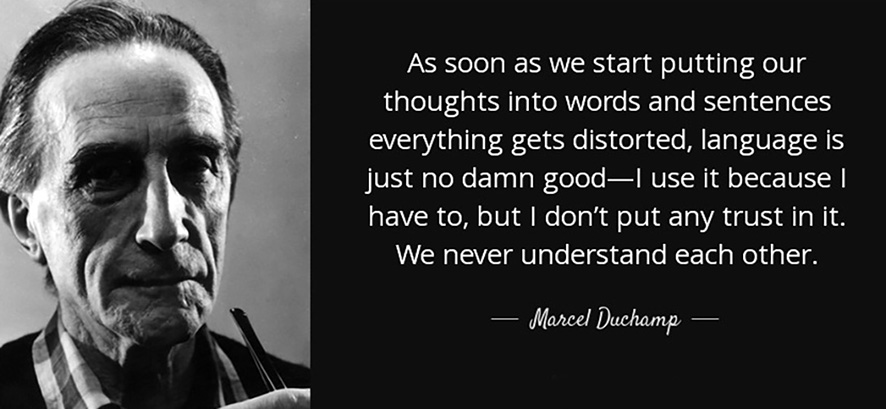 As soon as we start putting our
thoughts into words and sentences
everything gets distorted, language is
just no damn good—I use it because I
have to, but I don’t put any trust in it.
We never understand each other.
— Marcel Duchamp —